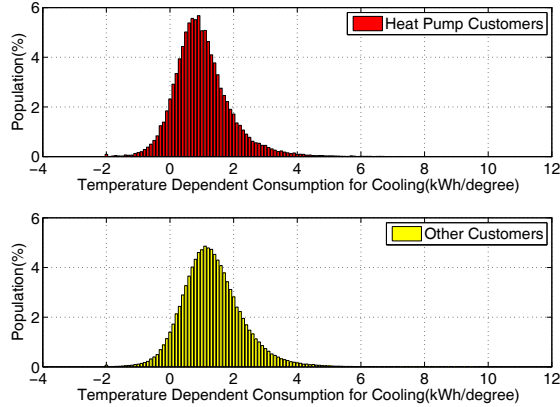 6
Heat Pump Customers
4
Population(%)
2
0
−4 −2 0 2 4 6 8 10 12
Temperature Dependent Consumption for Cooling(kWh/degree)
6
Other Customers
4
Population(%)
2
0
−4 −2 0 2 4 6 8 10 12
Temperature Dependent Consumption for Cooling(kWh/degree)